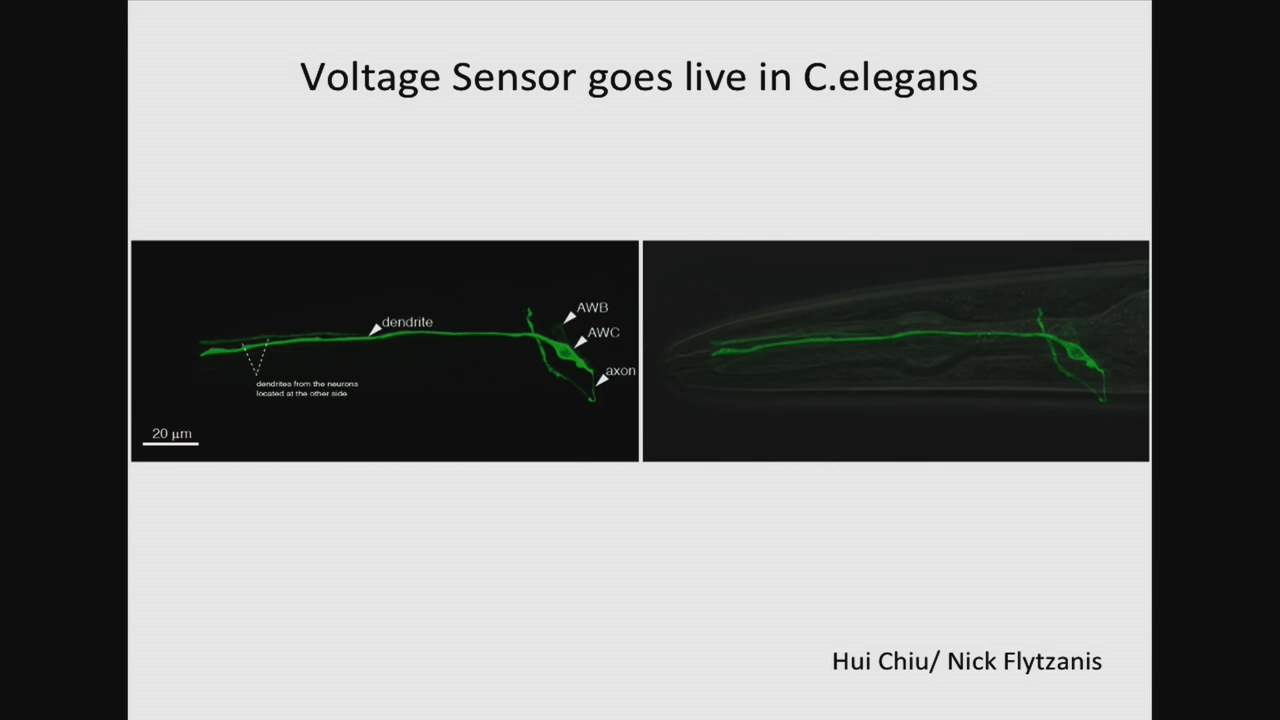 Voltage Sensor goes live in C.elegans
AWB
dendrite
AWC
axon
dendrites from the neurons
located at the other side
20 μm
Hui Chiu/ Nick Flytzanis